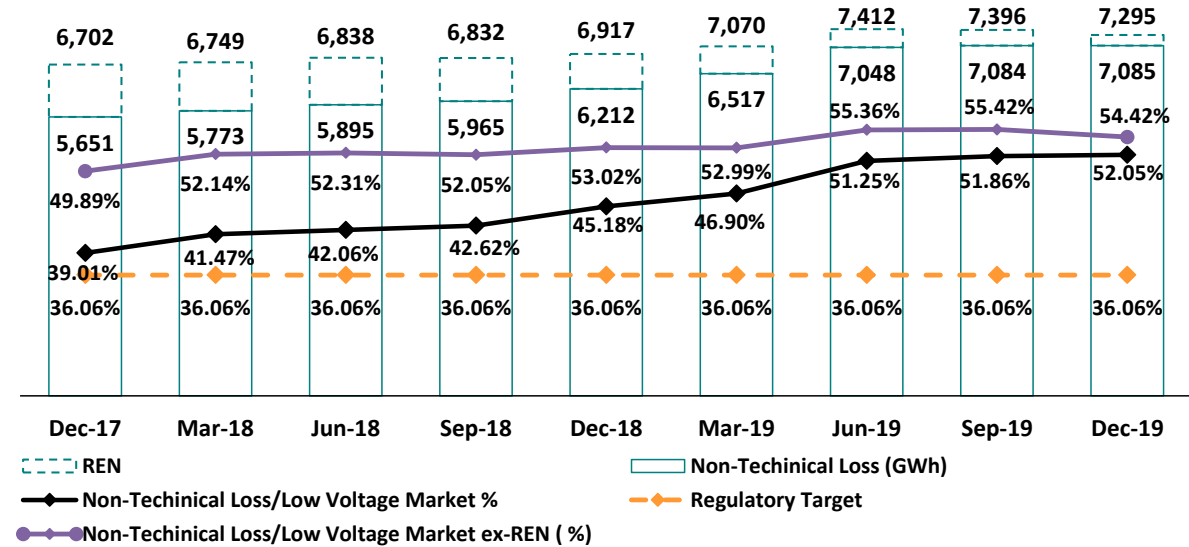 6,702 6,749 6,838 6,832 6,917 7,070 7,412 7,396 7,295
5,651 5,773 5,895 5,965 6,212 6,517 7,048 7,084 7,085
49.89% 52.14% 52.31% 52.05% 53.02% 52.99% 55.36% 55.42% 54.42%
39.01% 41.47% 42.06% 42.62% 45.18% 46.90% 51.25% 51.86% 52.05%
36.06% 36.06% 36.06% 36.06% 36.06% 36.06% 36.06% 36.06% 36.06%
Dec-17 Mar-18 Jun-18 Sep-18 Dec-18 Mar-19 Jun-19 Sep-19 Dec-19
REN Non-Techinical Loss (GWh)
Non-Techinical Loss/Low Voltage Market % Regulatory Target
Non-Techinical Loss/Low Voltage Market ex-REN ( %)